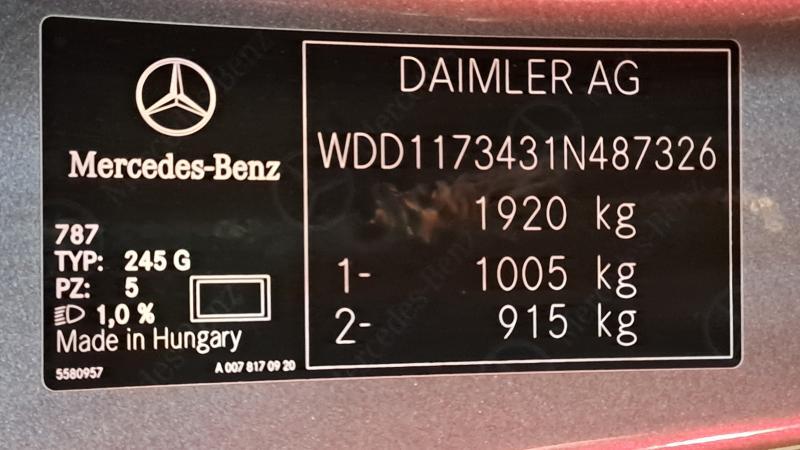 Mercedes-Benz
787
TYP: 245 G
PZ: 5
1,0 %
Made in Hungary
5580957
A 007 817 09 20
DAIMLER AG
WDD1173431N487326
1920 kg
1- 1005 kg
2- 915 kg